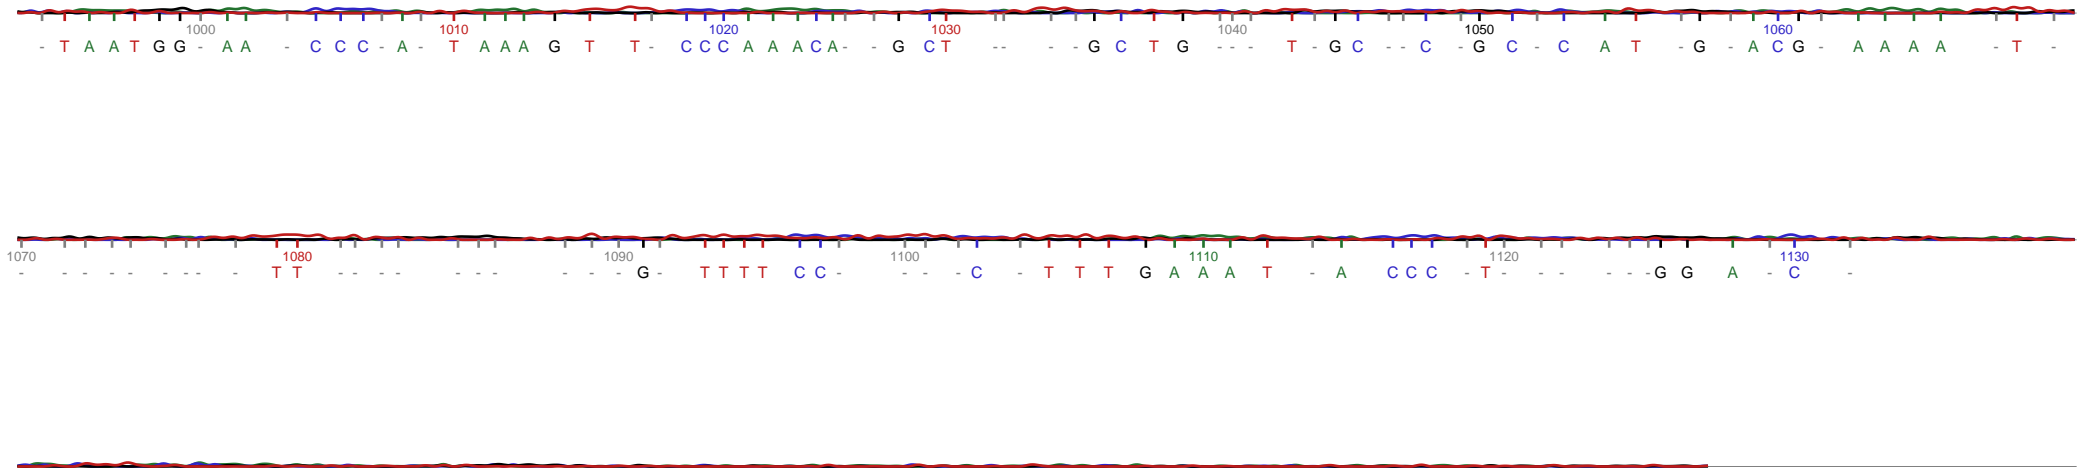 1000 1010 1020 1030 1040 1050 1060
- T A A T G G - A A - C C C - A - T A A A G T T - C C C A A A C A - - G C T - - - - G C T G - - - T - G C - - C - G C - C A T - G - A C G - A A A A - T -
1070 1080 1090 1100 1110 1120 1130
- - - - - - - - - T T - - - - - - - - - - - G - T T T T C C - - - - C - T T T G A A A T - A C C C - T - - - - - - G G A - C -